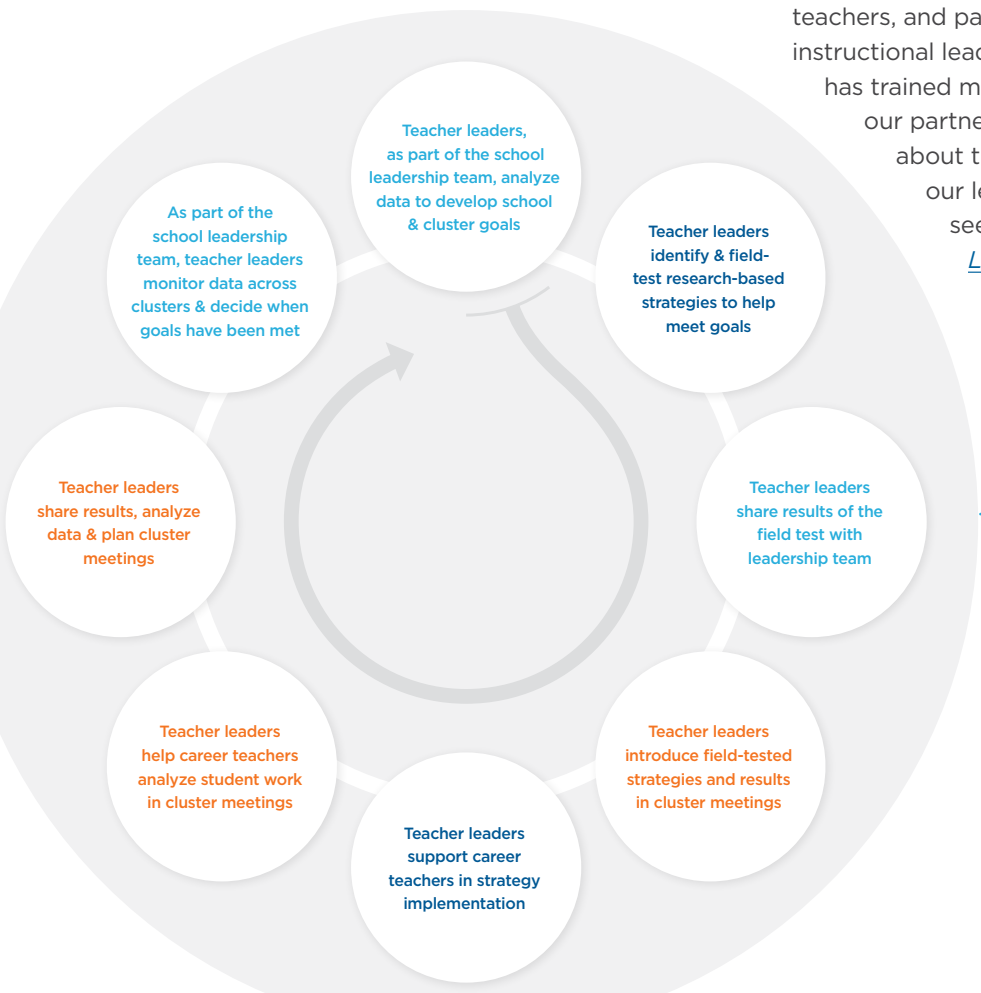 teachers, and
instructional
has trained
our
about
our
Teacher leaders,
as part of the school
leadership team, analyze
data to develop school
& cluster goals
Teacher leaders
identify & field-
test research-based
strategies to help
meet goals
Teacher leaders
share results of the
field test with
leadership team
Teacher leaders
introduce field-tested
strategies and results
in cluster meetings
Teacher leaders
support career
teachers in strategy
implementation
Teacher leaders
help career teachers
analyze student work
in cluster meetings
Teacher leaders
share results, analyze
data & plan cluster
meetings
As part of the
school leadership
team, teacher leaders
monitor data across
clusters & decide when
goals have been met